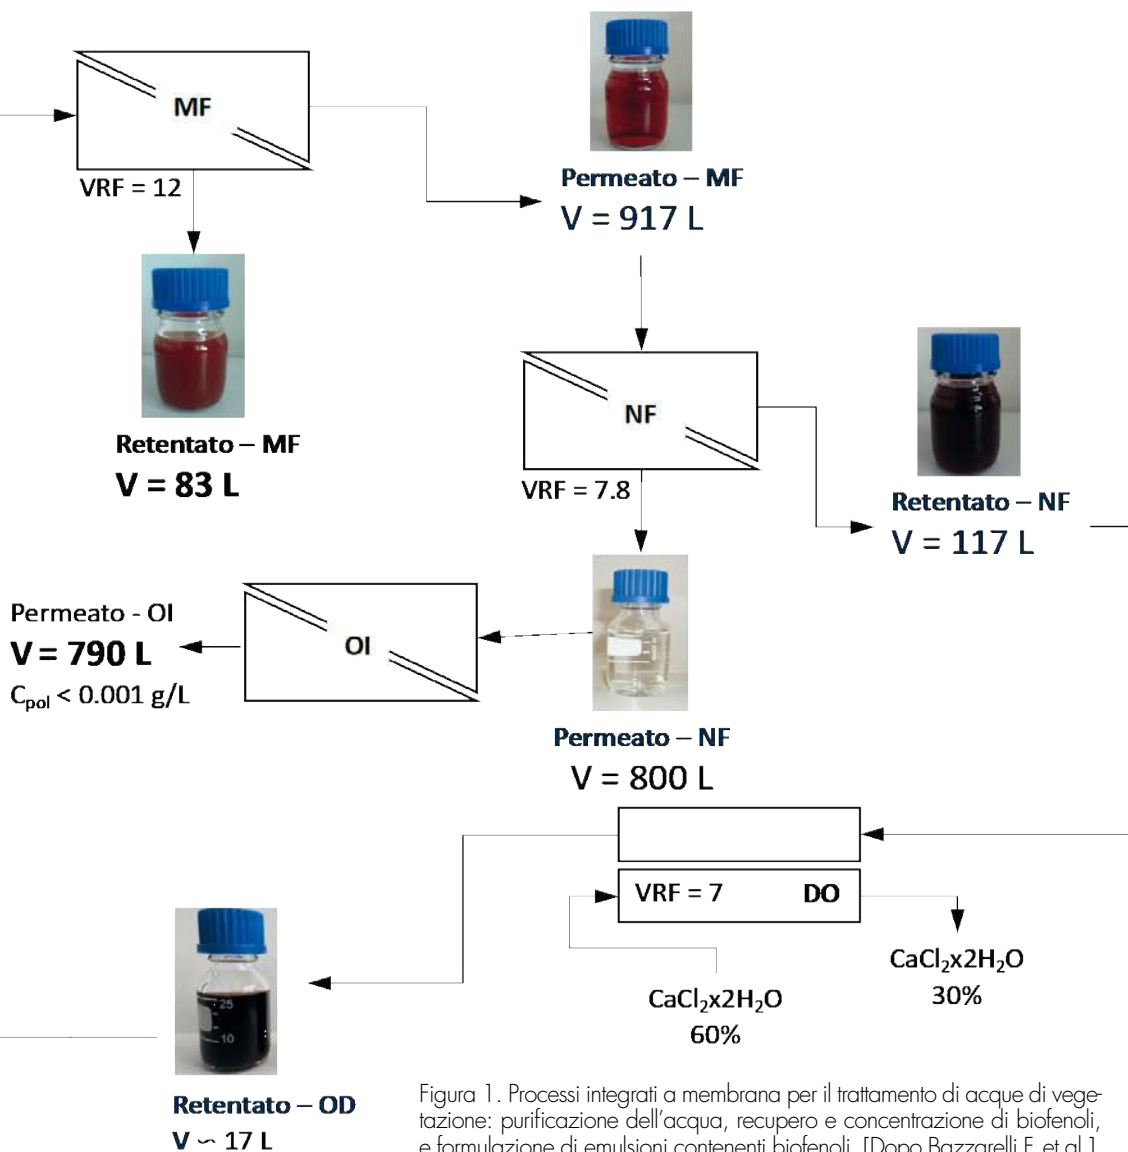 MF
VRF = 12
Permeato – MF
V = 917 L
Retentato – MF
V = 83 L
NF
VRF = 7.8
Retentato – NF
V = 117 L
Permeato - OI
V = 790 L
Cpol < 0.001 g/L
OI
Permeato – NF
V = 800 L
VRF = 7 DO
CaCl2x2H2O
30%
CaCl2x2H2O
60%
25
10
Retentato – OD
V ∽ 17 L
Figura 1. Processi integrati a membrana per il trattamento di acque di vege-
tazione: purificazione dell'acqua, recupero e concentrazione di biofenoli,
e formulazione di emulsioni contenenti biofenoli. [Dopo Bazzarelli F. et al.]